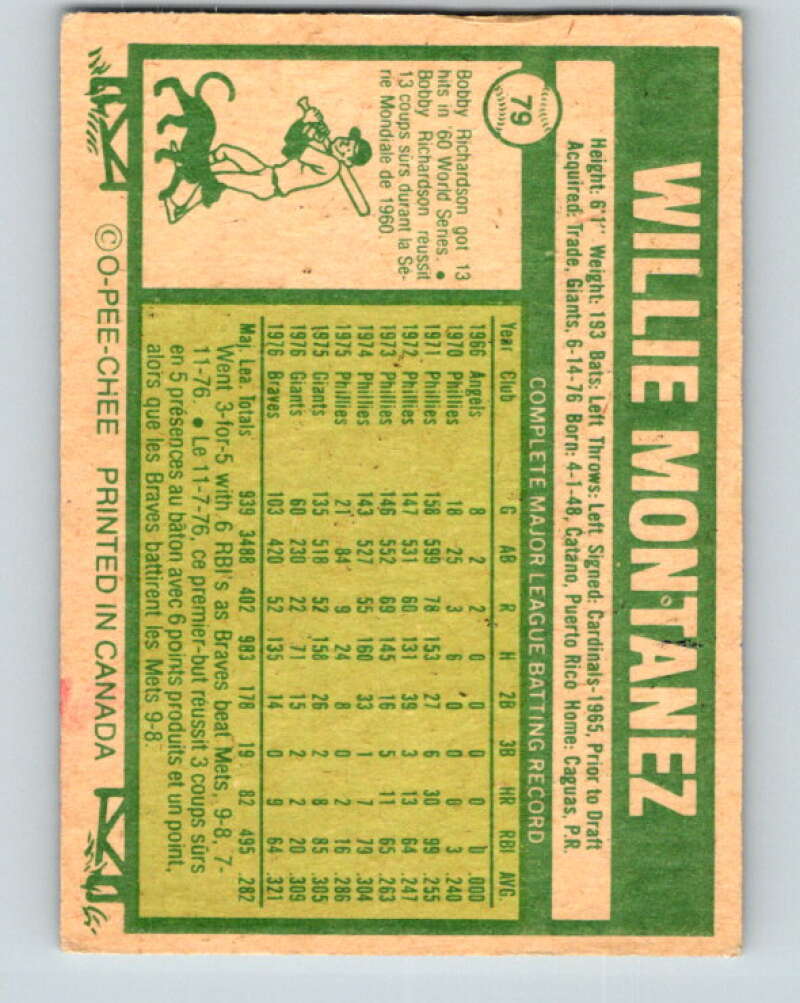 79
WILLIE MONTANEZ
Height: 6'1" Weight: 193 Bats: Left Throws: Left Signed: Cardinals-1965, Prior to Draft
Acquired: Trade, Giants, 6-14-76 Born: 4-1-48, Catano, Puerto Rico Home: Caguas, P.R.
COMPLETE MAJOR LEAGUE BATTING RECORD
Year Club G AB R H 2B 3B HR RBI AVG.
1966 Angels 8 2 2 0 0 0 0 0 .000
1970 Phillies 18 25 3 6 0 0 0 3 .240
1971 Phillies 158 599 78 153 27 6 30 99 .255
1972 Phillies 147 531 60 131 39 3 13 64 .247
1973 Phillies 146 552 69 145 16 5 11 65 .263
1974 Phillies 143 527 55 160 33 1 7 79 .304
1975 Phillies 21 84 9 24 8 0 2 16 .286
1975 Giants 135 518 52 158 26 2 8 85 .305
1976 Giants 60 230 22 71 15 2 2 20 .309
1976 Braves 103 420 52 135 14 0 9 64 .321
Maj. Lea. Totals 939 3488 402 983 178 19 82 495 .282
Went 3-for-5 with 6 RBI's as Braves beat Mets, 9-8, 7-
11-76. • Le 11-7-76, ce premier-but réussit 3 coups sûrs
en 5 présences au bâton avec 6 points produits et un point,
alors que les Braves battirent les Mets 9-8.
Bobby Richardson got 13
hits in '60 World Series. •
Bobby Richardson réussit
13 coups sûrs durant la Sé-
rie Mondiale de 1960.
©O-PEE-CHEE PRINTED IN CANADA